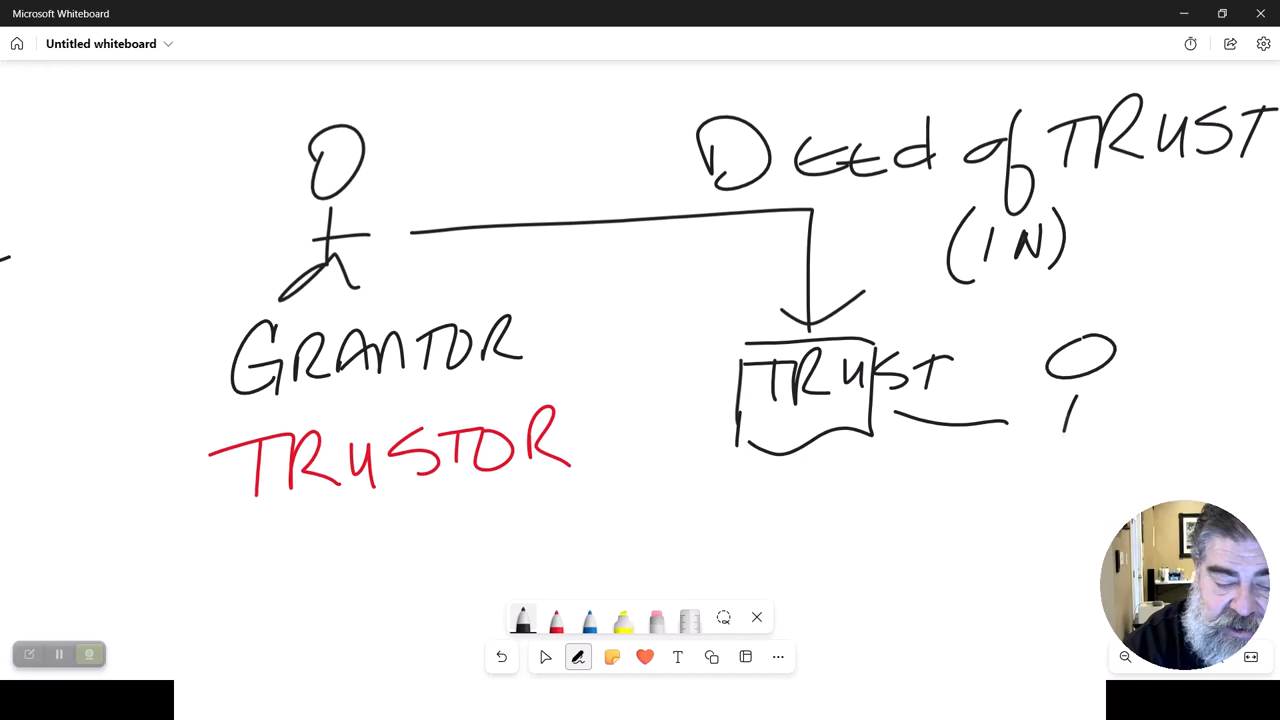 Microsoft Whiteboard
Untitled whiteboard
DEEd of TRUST
(IN)
GRANTOR
TRUST
TRUSTOR